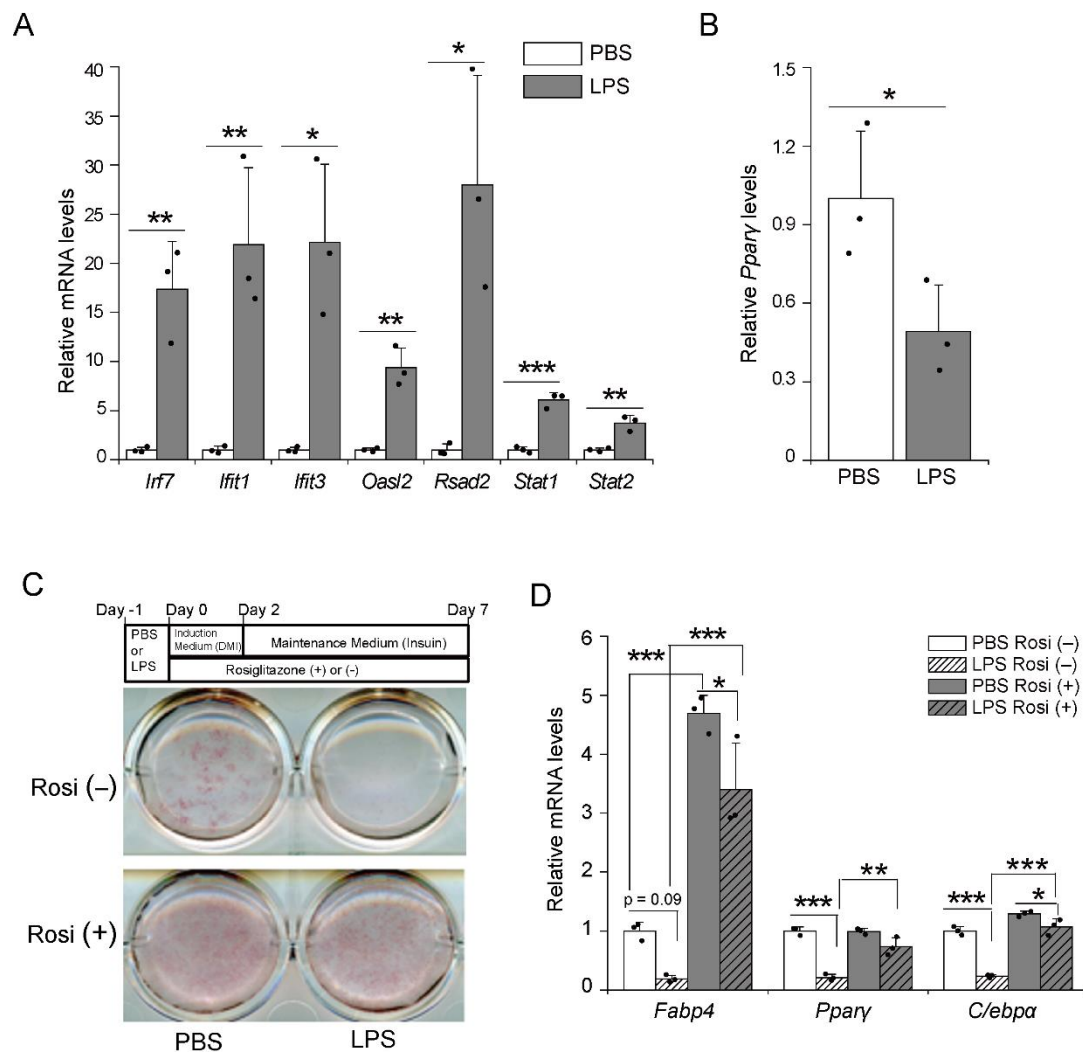 A
Relative mRNA levels
40
35
30
25
20
15
10
5
0
PBS
LPS
**
**
*
**
*
***
**
Irf7 Ifit1 Ifit3 Oasl2 Rsad2 Stat1 Stat2
B
Relative Pparγ levels
1.5
1.2
0.9
0.6
0.3
0
*
PBS LPS
C
Day -1 Day 0 Day 2 Day 7
PBS
or
LPS
Induction
Medium (DMI)
Maintenance Medium (Insuin)
Rosiglitazone (+) or (-)
Rosi (–)
Rosi (+)
PBS LPS
D
Relative mRNA levels
6
5
4
3
2
1
0
PBS Rosi (–)
LPS Rosi (–)
PBS Rosi (+)
LPS Rosi (+)
***
***
*
p = 0.09
***
**
***
***
*
Fabp4 Pparγ C/ebpα